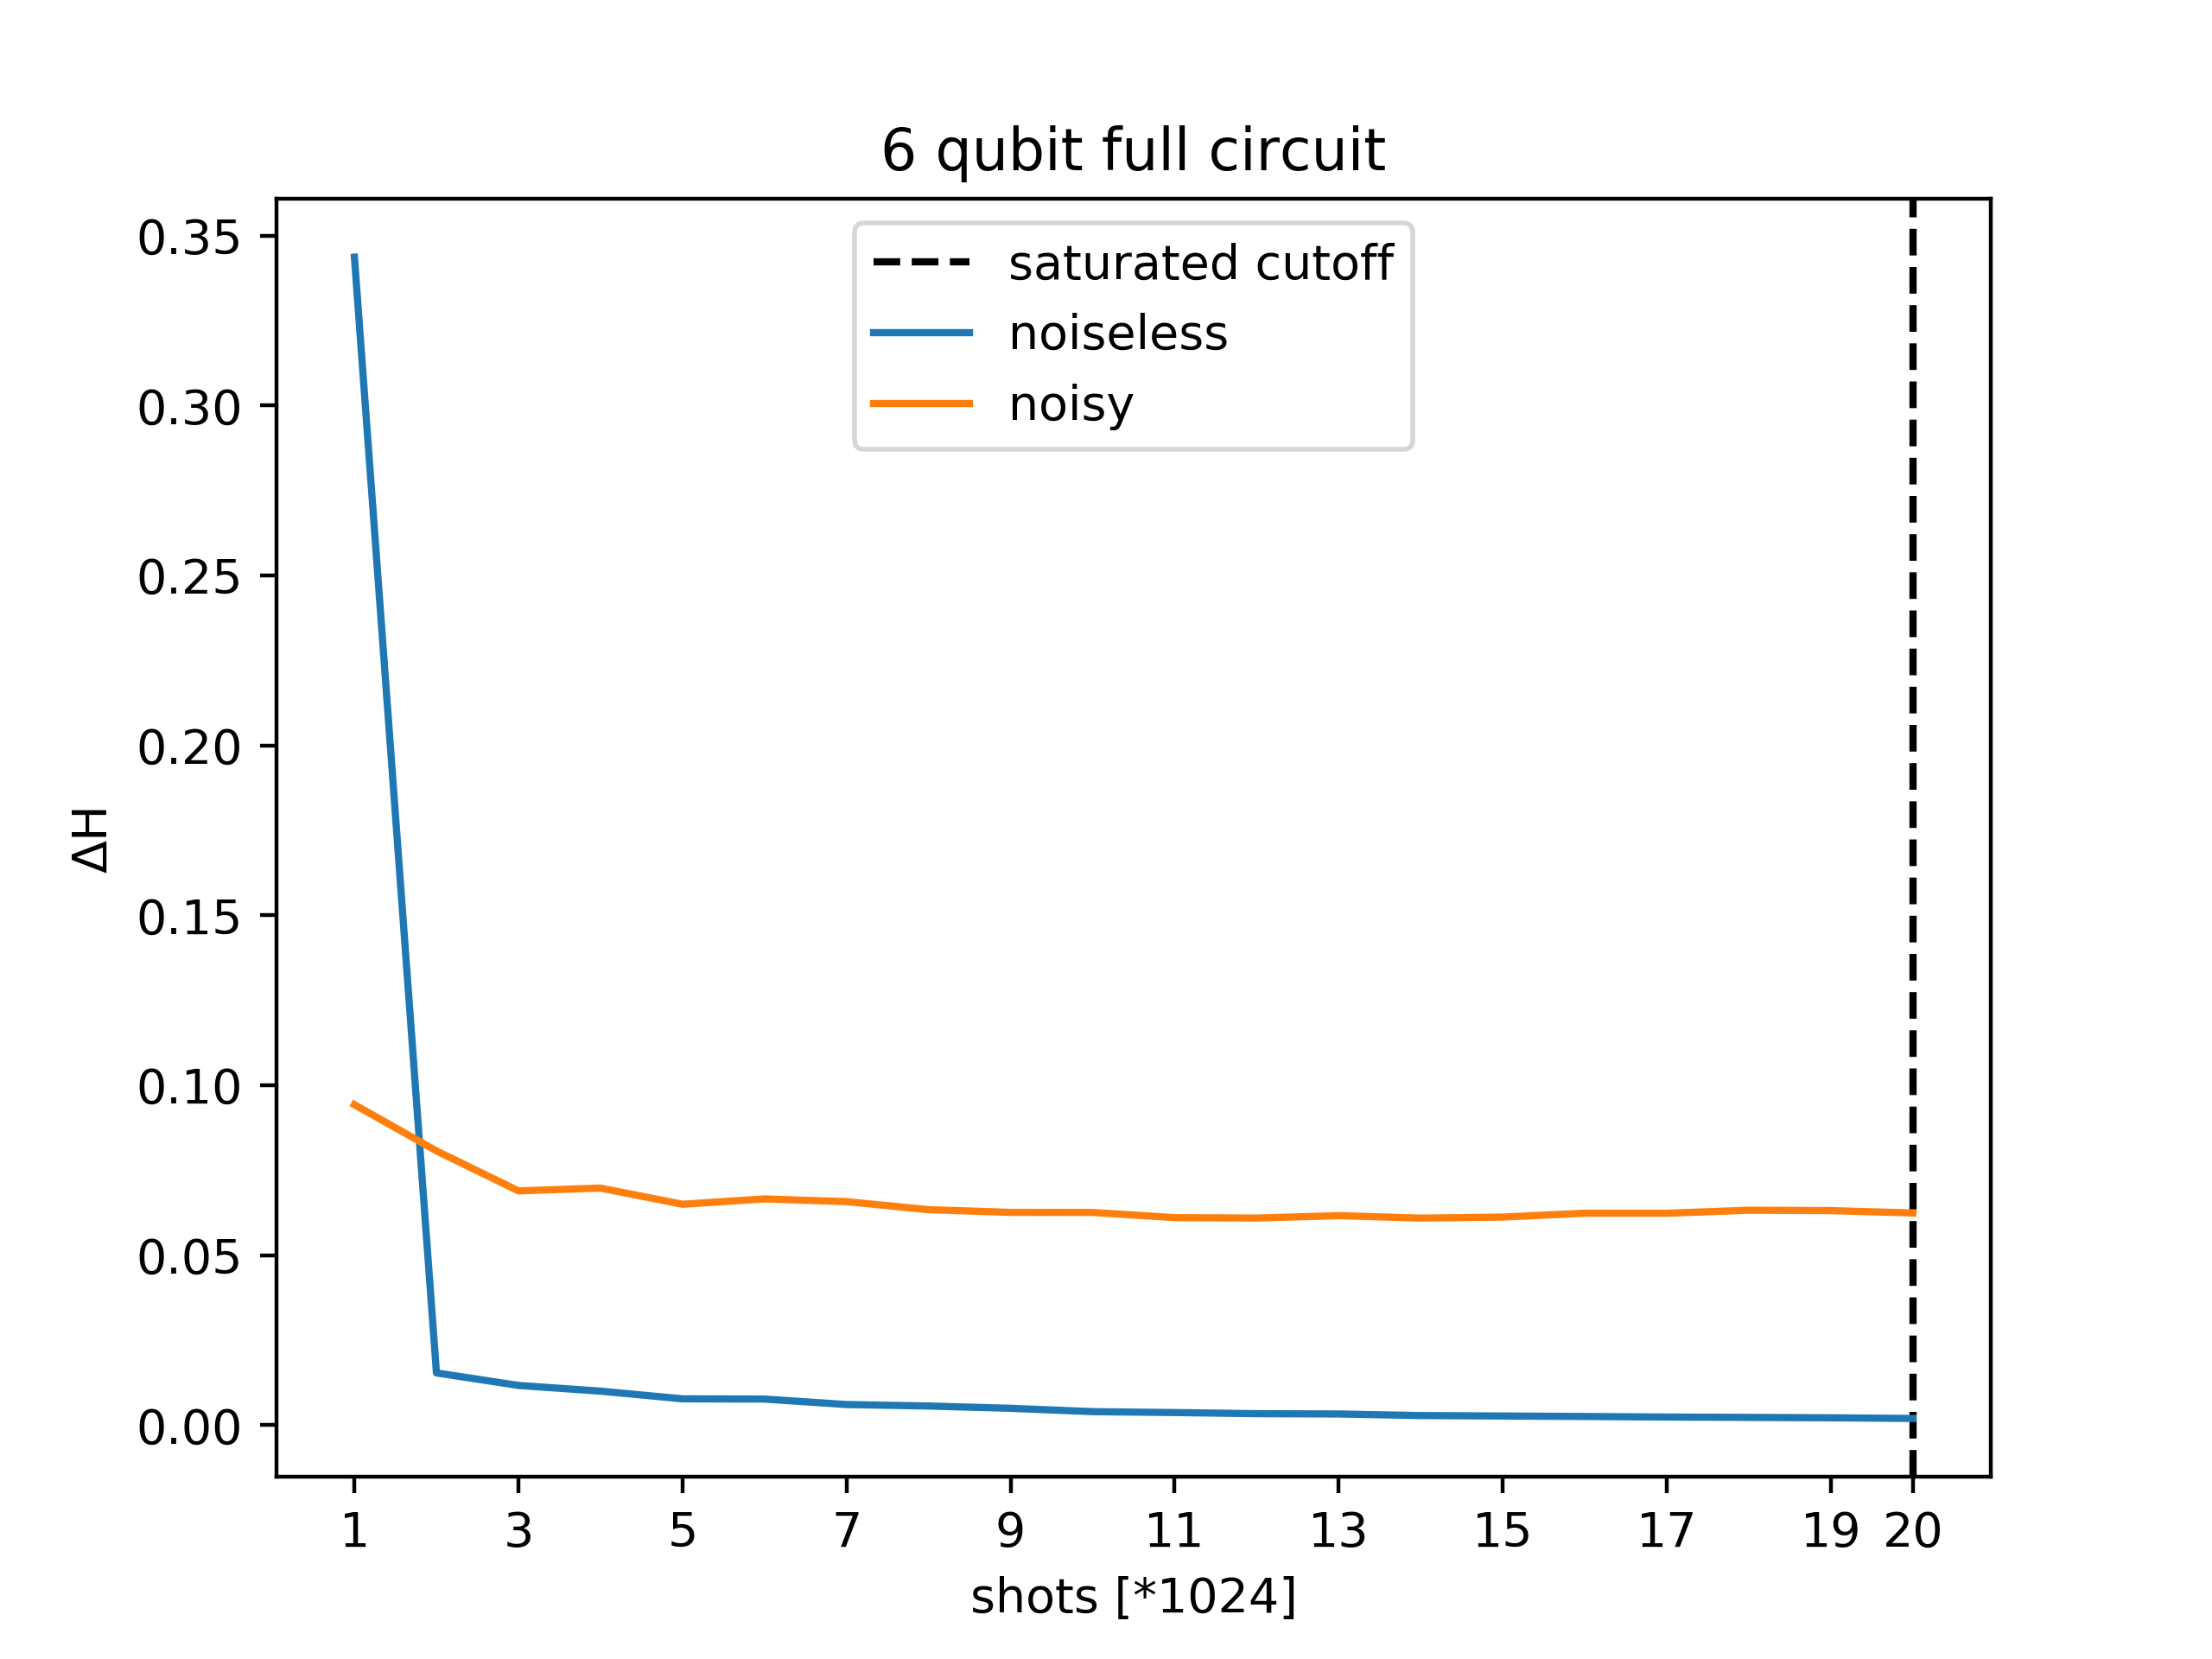 6 qubit full circuit
saturated cutoff
noiseless
noisy
0.35
0.30
0.25
0.20
0.15
0.10
0.05
0.00
ΔH
1 3 5 7 9 11 13 15 17 19 20
shots [*1024]